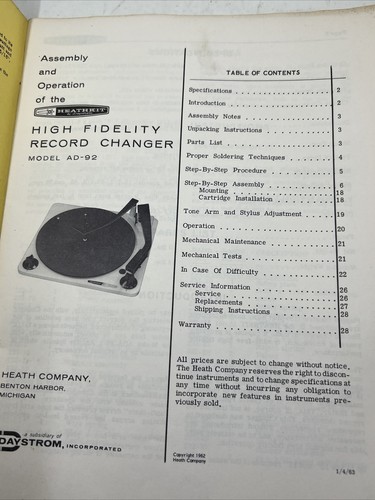 Assembly
and
Operation
of the
HEATHKIT
HIGH FIDELITY
RECORD CHANGER
MODEL AD-92
HEATH COMPANY,
BENTON HARBOR,
MICHIGAN
a subsidiary of
DAYSTROM, INCORPORATED
TABLE OF CONTENTS
Specifications . . . . . . . . . . . . . . . . 2
Introduction . . . . . . . . . . . . . . . . 2
Assembly Notes . . . . . . . . . . . . . . . . 3
Unpacking Instructions . . . . . . . . . . . . 3
Parts List . . . . . . . . . . . . . . . . 3
Proper Soldering Techniques . . . . . . . . . . 4
Step-By-Step Procedure . . . . . . . . . . . . 5
Step-By-Step Assembly . . . . . . . . . . . . 6
Mounting . . . . . . . . . . . . . . . . 18
Cartridge Installation . . . . . . . . . . . . 18
Tone Arm and Stylus Adjustment . . . . . . . . 19
Operation . . . . . . . . . . . . . . . . 20
Mechanical Maintenance . . . . . . . . . . . . 21
Mechanical Tests . . . . . . . . . . . . . . 21
In Case Of Difficulty . . . . . . . . . . . . 22
Service Information . . . . . . . . . . . . . 26
Service . . . . . . . . . . . . . . . . 26
Replacements . . . . . . . . . . . . . . 27
Shipping Instructions . . . . . . . . . . . . 28
Warranty . . . . . . . . . . . . . . . . 28
All prices are subject to change without notice.
The Heath Company reserves the right to discon-
tinue instruments and to change specifications at
any time without incurring any obligation to
incorporate new features in instruments pre-
viously sold.
Copyright 1962
Heath Company
1/4/63